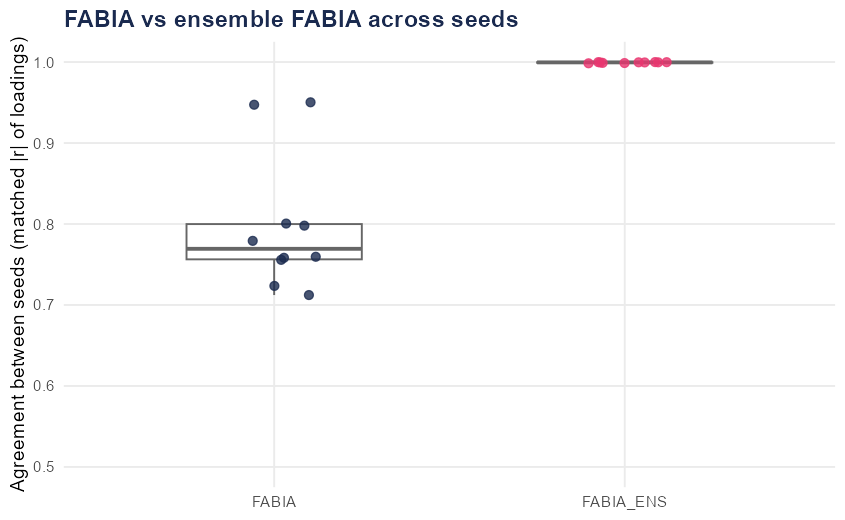 FABIA vs ensemble FABIA across seeds
Agreement between seeds (matched |r| of loadings)
1.0
0.9
0.8
0.7
0.6
0.5
FABIA
FABIA_ENS